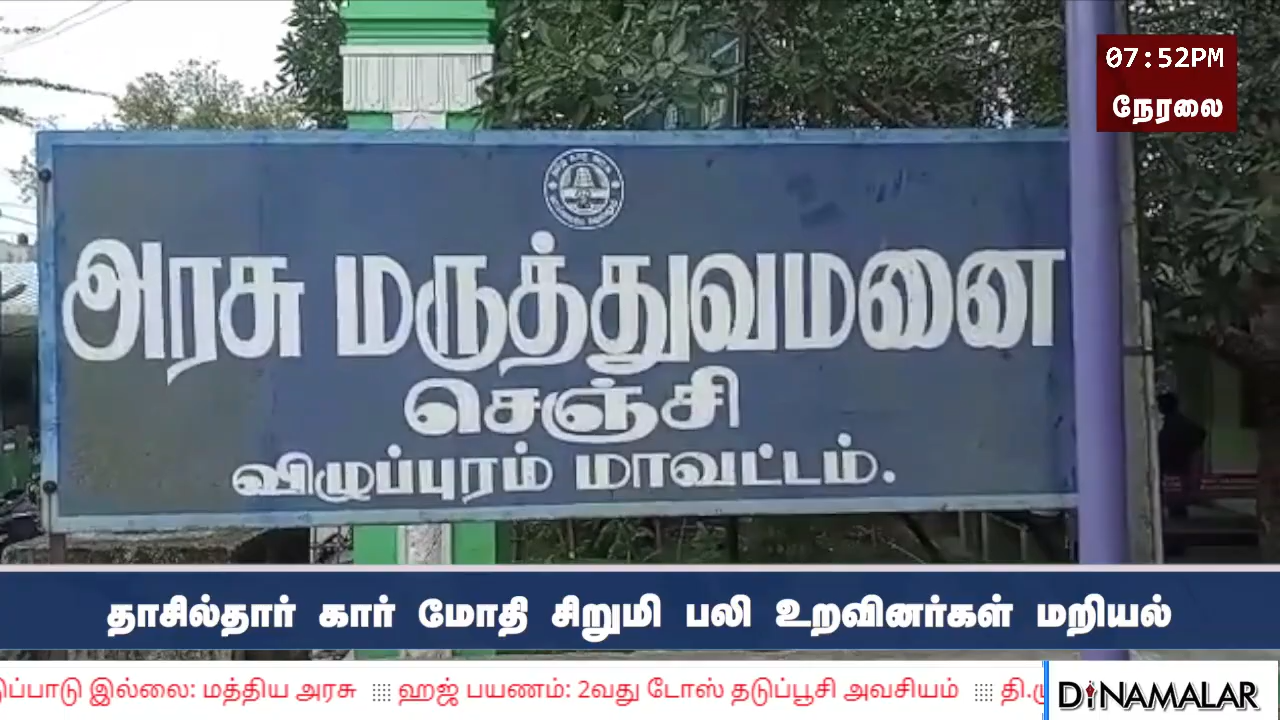 07:52PM
நேரலை
அரசு மருத்துவமனை
செஞ்சி
விழுப்புரம் மாவட்டம்.
தாசில்தார் கார் மோதி சிறுமி பலி உறவினர்கள் மறியல்
இல்லை: மத்திய அரசு ஹஜ் பயணம்: 2வது டோஸ் தடுப்பூசி அவசியம்
DINAMALAR